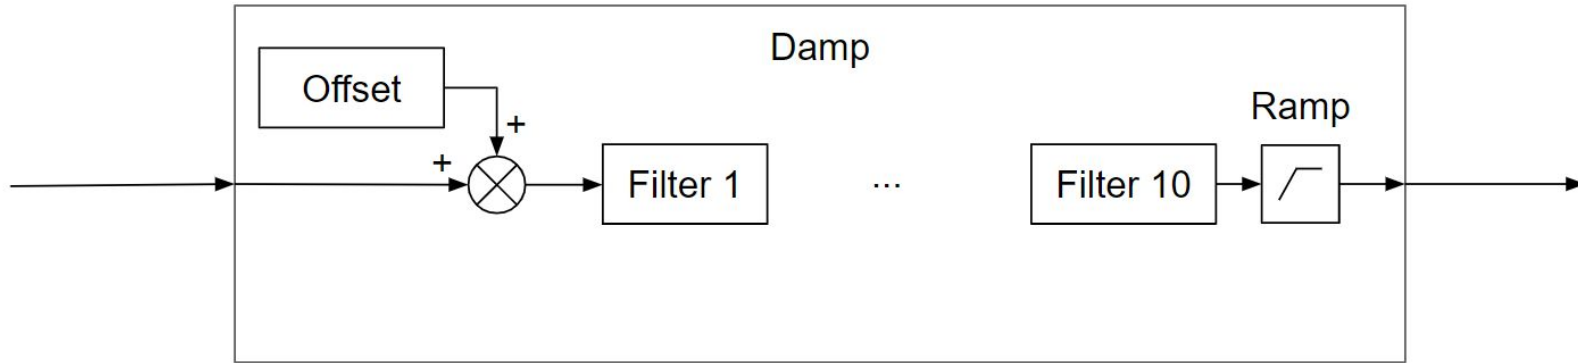 Damp
Offset
Ramp
+
+
Filter 1
...
Filter 10